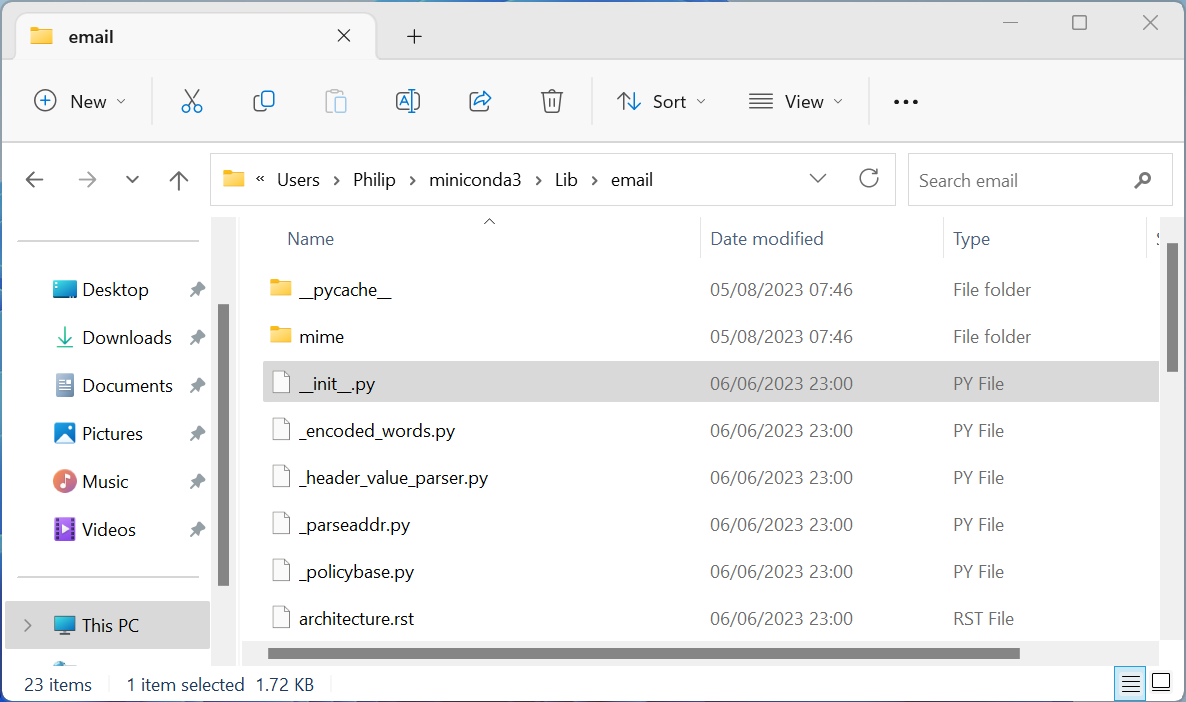 email
New
Sort
View
« Users > Philip > miniconda3 > Lib > email
Search email
Name Date modified Type
Desktop
Downloads
Documents
Pictures
Music
Videos
This PC
__pycache__ 05/08/2023 07:46 File folder
mime 05/08/2023 07:46 File folder
__init__.py 06/06/2023 23:00 PY File
_encoded_words.py 06/06/2023 23:00 PY File
_header_value_parser.py 06/06/2023 23:00 PY File
_parseaddr.py 06/06/2023 23:00 PY File
_policybase.py 06/06/2023 23:00 PY File
architecture.rst 06/06/2023 23:00 RST File
23 items 1 item selected 1.72 KB